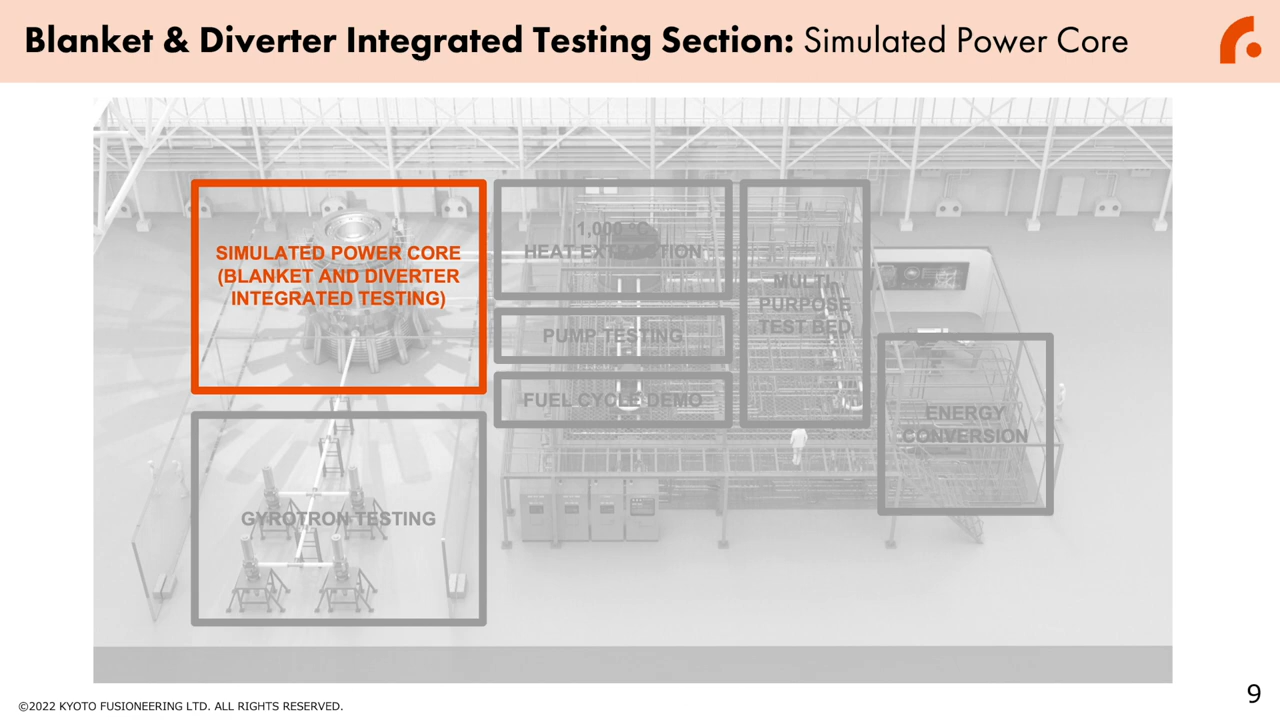 Blanket & Diverter Integrated Testing Section: Simulated Power Core
SIMULATED POWER CORE
(BLANKET AND DIVERTER
INTEGRATED TESTING)
1,000 °C
HEAT EXTRACTION
PUMP TESTING
FUEL CYCLE DEMO
MULTI-
PURPOSE
TEST BED
ENERGY
CONVERSION
GYROTRON TESTING
©2022 KYOTO FUSIONEERING LTD. ALL RIGHTS RESERVED.
9